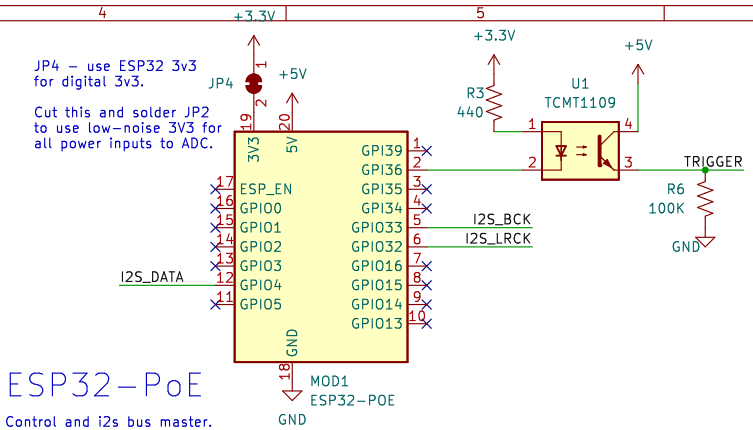 4
5
+3.3V
JP4 - use ESP32 3v3
for digital 3v3.
JP4
1
2
+5V
Cut this and solder JP2
to use low-noise 3V3 for
all power inputs to ADC.
+3.3V
R3
440
U1
TCMT1109
+5V
1
2
4
3
TRIGGER
R6
100K
GND
19
20
3V3
5V
17 ESP_EN
16 GPIO0
15 GPIO1
14 GPIO2
13 GPIO3
I2S_DATA
12 GPIO4
11 GPIO5
GPI39 1
GPI36 2
GPI35 3
GPI34 4
GPIO33 5
I2S_BCK
GPIO32 6
I2S_LRCK
GPIO16 7
GPIO15 8
GPIO14 9
GPIO13 10
GND
18
MOD1
ESP32-POE
GND
ESP32-PoE
Control and i2s bus master.